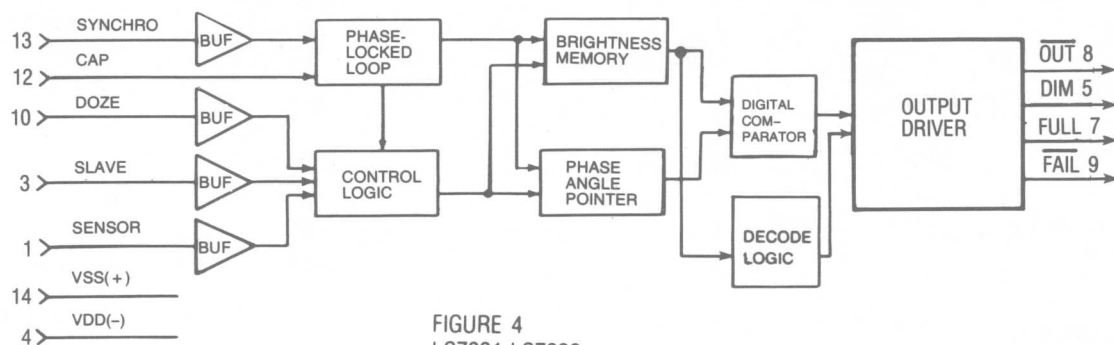 13 SYNCHRO
BUF
12 CAP
10 DOZE
BUF
3 SLAVE
BUF
1 SENSOR
BUF
14 VSS(+)
4 VDD(–)
PHASE-
LOCKED
LOOP
CONTROL
LOGIC
BRIGHTNESS
MEMORY
PHASE
ANGLE
POINTER
DIGITAL
COM-
PARATOR
DECODE
LOGIC
OUTPUT
DRIVER
OUT 8
DIM 5
FULL 7
FAIL 9
FIGURE 4